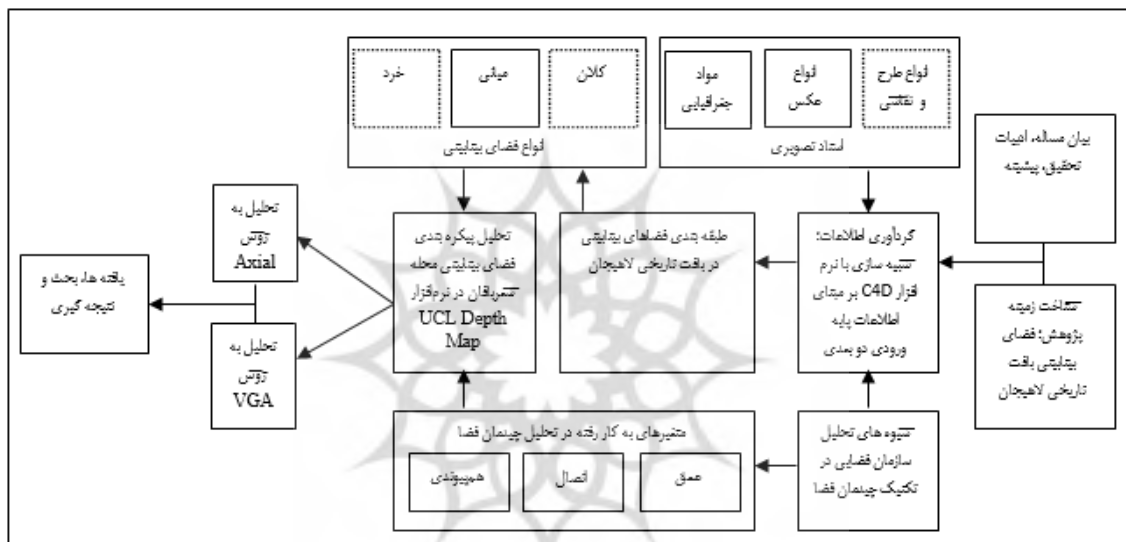 انواع طرح
و نقاشی
انواع
عکس
مواد
جغرافیایی
اسناد تصویری
کلان
میانی
خرد
انواع فضای بینابینی
بیان مساله، ادبیات
تحقیق، پیشینه
شناخت زمینه
پژوهش؛ فضای
بینابینی بافت
تاریخی لاهیجان
گردآوری اطلاعات؛
شبیه سازی با نرم
افزار C4D بر مبنای
اطلاعات پایه
ورودی دو بعدی
طبقه بندی فضاهای بینابینی
در بافت تاریخی لاهیجان
تحلیل پیکره بندی
فضای بینابینی محله
شعربافان در نرم‌افزار
UCL Depth
Map
تحلیل به
روش
Axial
تحلیل به
روش
VGA
یافته ها، بحث و
نتیجه گیری
شیوه های تحلیل
سازمان فضایی در
تکنیک چیدمان فضا
متغیرهای به کار رفته در تحلیل چیدمان فضا
عمق
اتصال
هم‌پیوندی